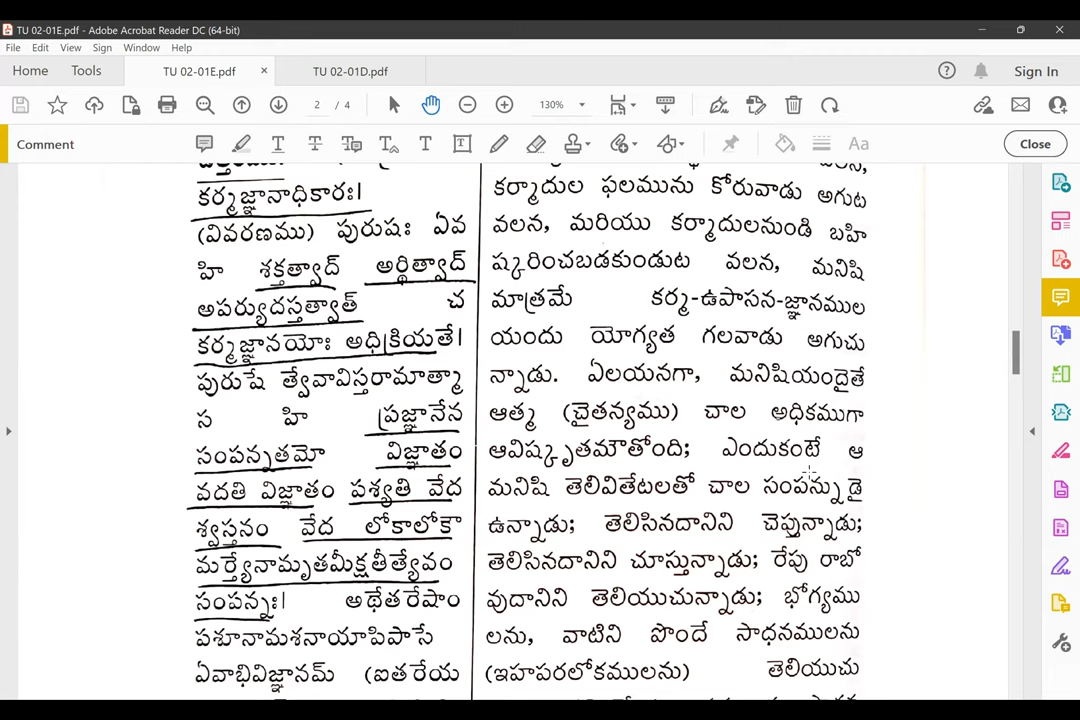 TU 02-01E.pdf - Adobe Acrobat Reader DC (64-bit)
File Edit View Sign Window Help
Home Tools TU 02-01E.pdf TU 02-01D.pdf Sign In
2 / 4 130%
Comment Close
కర్మజ్ఞానాధికారః।
(వివరణము) పురుషః ఏవ
హి శక్తత్వాద్ అర్థిత్వాద్
అపర్యుదస్తత్వాత్ చ
కర్మజ్ఞానయోః అధిక్రియతే।
పురుషే త్వేవావిస్తరామాత్మా
స హి ప్రజ్ఞానేన
సంపన్నతమో విజ్ఞాతం
వదతి విజ్ఞాతం పశ్యతి వేద
శ్వస్తనం వేద లోకాలోకౌ
మర్త్యేనామృతమీక్షతీత్యేవం
సంపన్నః। అథేతరేషాం
పశూనామశనాయాపిపాసే
ఏవాభివిజ్ఞానమ్ (ఐతరేయ
కర్మాదుల ఫలమును కోరువాడు అగుట
వలన, మరియు కర్మాదులనుండి బహి
ష్కరించబడకుండుట వలన, మనిషి
మాత్రమే కర్మ-ఉపాసన-జ్ఞానముల
యందు యోగ్యత గలవాడు అగుచు
న్నాడు. ఏలయనగా, మనిషియందైతే
ఆత్మ (చైతన్యము) చాల అధికముగా
ఆవిష్కృతమౌతోంది; ఎందుకంటే ఆ
మనిషి తెలివితేటలతో చాల సంపన్నుడై
ఉన్నాడు; తెలిసినదానిని చెప్తున్నాడు;
తెలిసినదానిని చూస్తున్నాడు; రేపు రాబో
వుదానిని తెలియుచున్నాడు; భోగ్యము
లను, వాటిని పొందే సాధనములను
(ఇహపరలోకములను) తెలియుచు